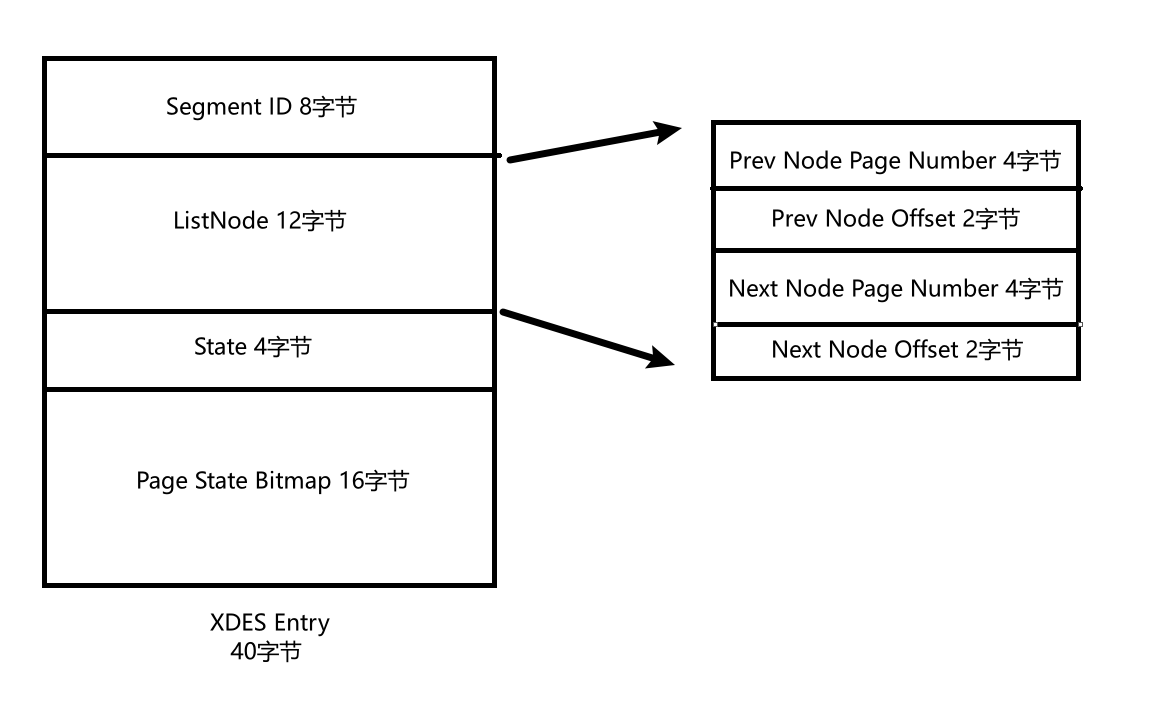 Segment ID 8字节
ListNode 12字节
State 4字节
Page State Bitmap 16字节
XDES Entry
40字节
Prev Node Page Number 4字节
Prev Node Offset 2字节
Next Node Page Number 4字节
Next Node Offset 2字节